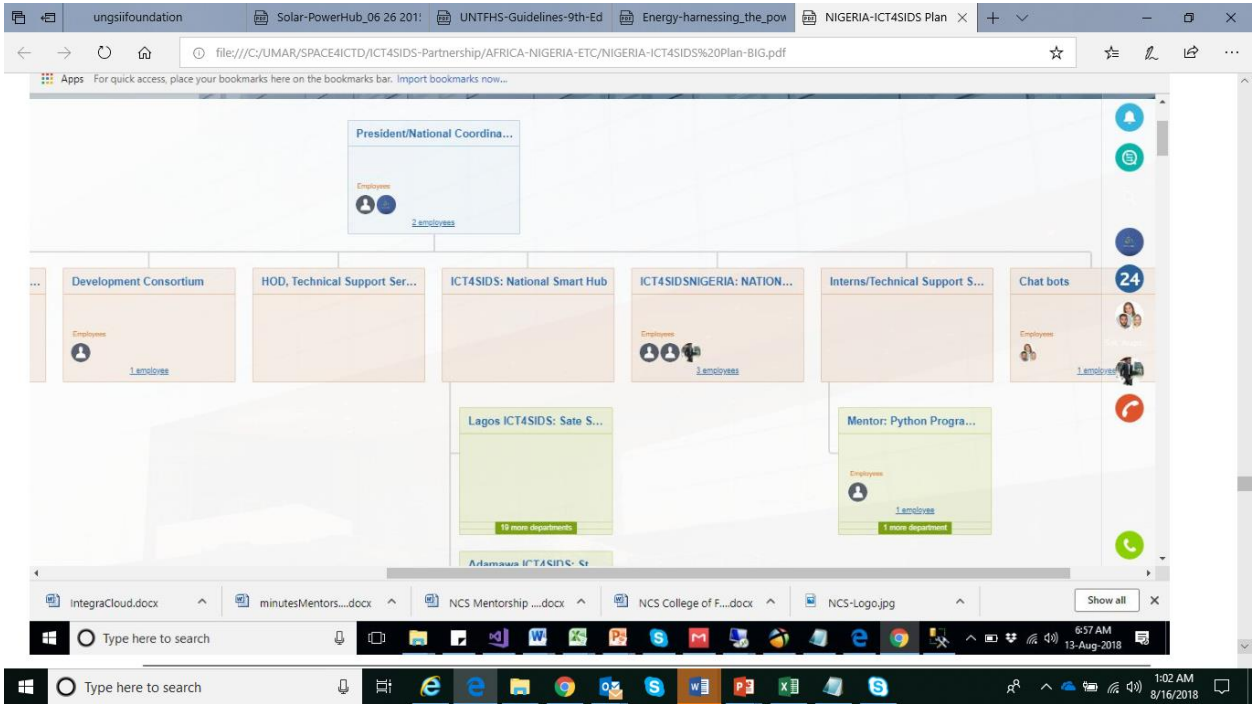 ungsiifoundation
Solar-PowerHub_06 26 201
UNTFHS-Guidelines-9th-Ed
Energy-harnessing_the_pow
NIGERIA-ICT4SIDS Plan
file:///C:/UMAR/SPACE4ICTD/ICT4SIDS-Partnership/AFRICA-NIGERIA-ETC/NIGERIA-ICT4SIDS%20Plan-BIG.pdf
Apps For quick access, place your bookmarks here on the bookmarks bar. Import bookmarks now...
President/National Coordina...
Employees
2 employees
...
Development Consortium
Employees
1 employee
HOD, Technical Support Ser...
ICT4SIDS: National Smart Hub
ICT4SIDSNIGERIA: NATION...
Employees
3 employees
Interns/Technical Support S...
Chat bots
Employees
1 employee
24
Lagos ICT4SIDS: Sate S...
19 more departments
Mentor: Python Progra...
Employees
1 employee
1 more department
Adamawa ICT4SIDS: St
IntegraCloud.docx
minutesMentors....docx
NCS Mentorship ....docx
NCS College of F....docx
NCS-Logo.jpg
Show all
Type here to search
6:57 AM
13-Aug-2018
Type here to search
1:02 AM
8/16/2018